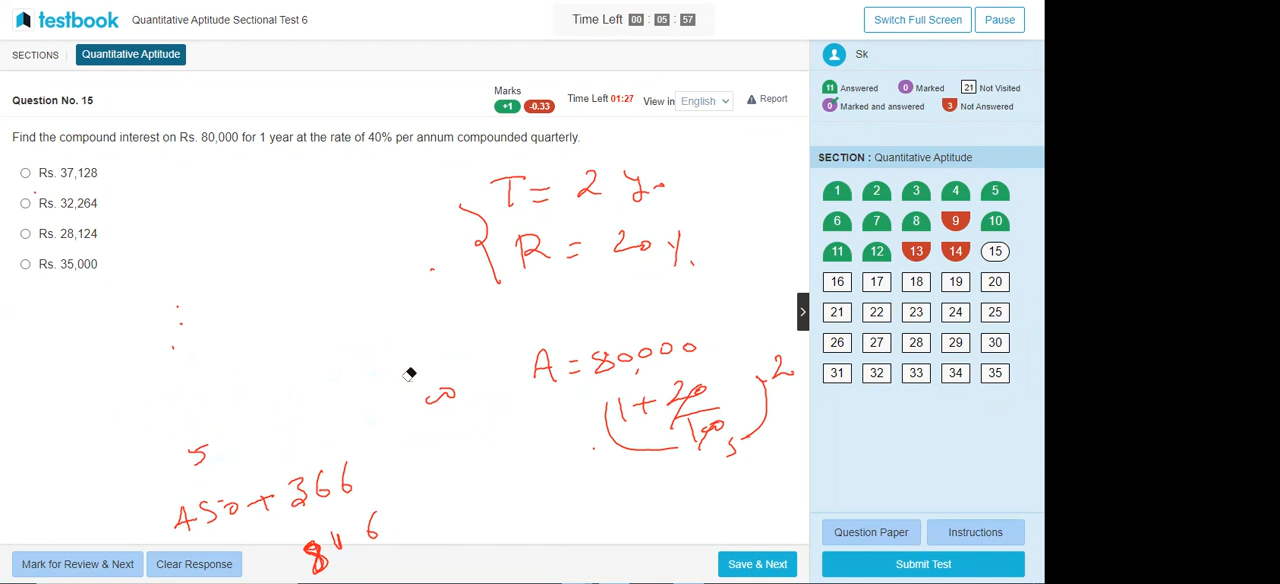 testbook Quantitative Aptitude Sectional Test 6 Time Left 00 : 05 : 57 Switch Full Screen Pause
SECTIONS Quantitative Aptitude Sk
Question No. 15 Marks +1 -0.33 Time Left 01:27 View in English Report
11 Answered 0 Marked 21 Not Visited
0 Marked and answered 3 Not Answered
Find the compound interest on Rs. 80,000 for 1 year at the rate of 40% per annum compounded quarterly.
Rs. 37,128
Rs. 32,264
Rs. 28,124
Rs. 35,000
T = 2 y.
R = 20 %.
A = 80,000
(1 + 20/100 5)2
5
450 + 366
816
SECTION : Quantitative Aptitude
1 2 3 4 5
6 7 8 9 10
11 12 13 14 15
16 17 18 19 20
21 22 23 24 25
26 27 28 29 30
31 32 33 34 35
Question Paper Instructions
Mark for Review & Next Clear Response Save & Next Submit Test